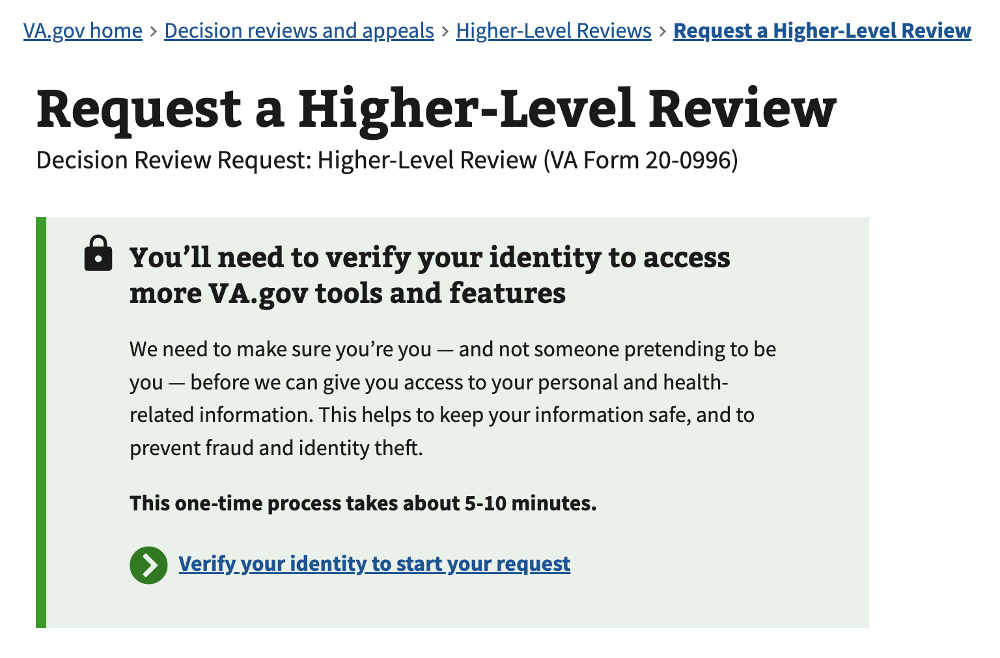 VA.gov home › Decision reviews and appeals › Higher-Level Reviews › Request a Higher-Level Review
Request a Higher-Level Review
Decision Review Request: Higher-Level Review (VA Form 20-0996)
You’ll need to verify your identity to access
more VA.gov tools and features
We need to make sure you’re you — and not someone pretending to be
you — before we can give you access to your personal and health-
related information. This helps to keep your information safe, and to
prevent fraud and identity theft.
This one-time process takes about 5-10 minutes.
Verify your identity to start your request